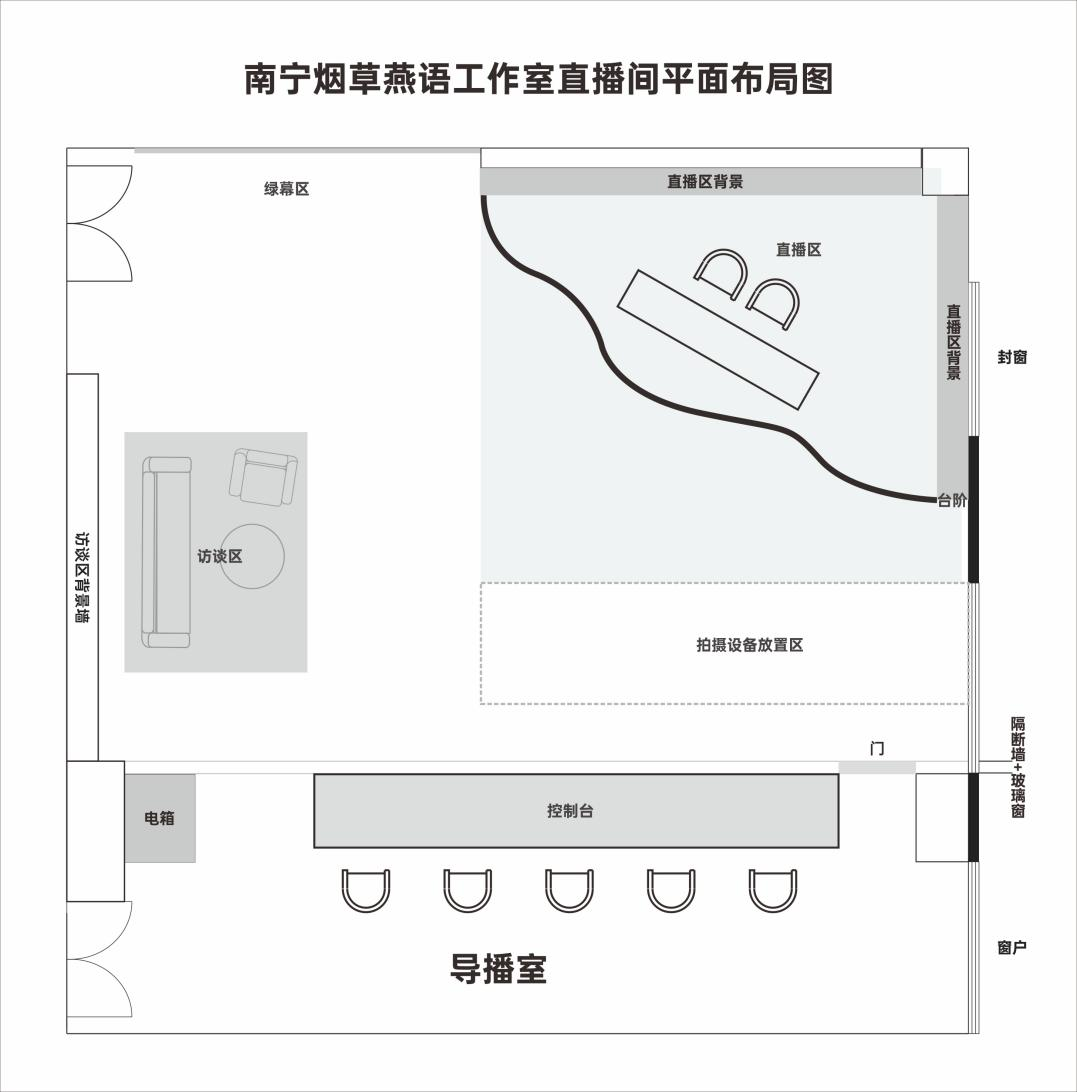 南宁烟草燕语工作室直播间平面布局图
绿幕区
直播区背景
直播区
直播区背景
封窗
台阶
访谈区
访谈区背景墙
拍摄设备放置区
门
隔断墙+玻璃窗
电箱
控制台
导播室
窗户